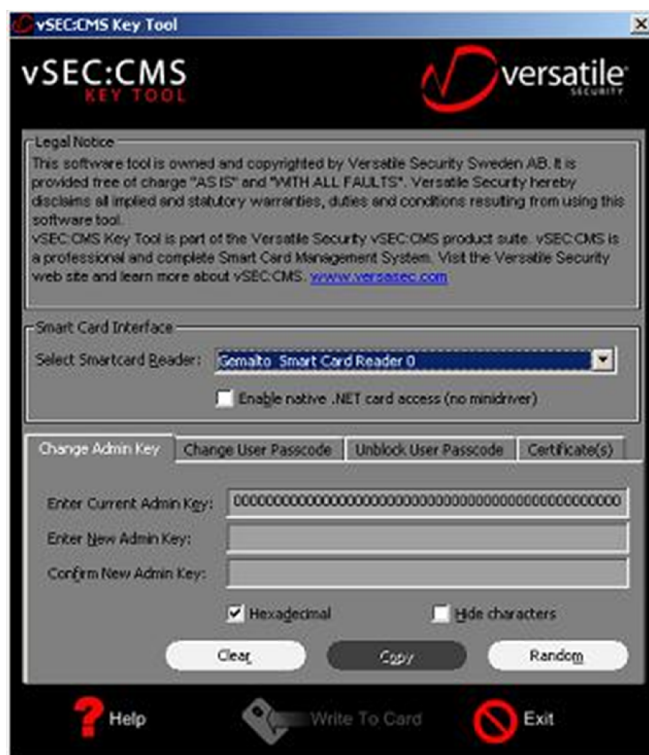 vSEC:CMS Key Tool
vSEC:CMS
KEY TOOL
versatile
SECURITY
Legal Notice
This software tool is owned and copyrighted by Versatile Security Sweden AB. It is
provided free of charge "AS IS" and "WITH ALL FAULTS". Versatile Security hereby
disclaims all implied and statutory warranties, duties and conditions resulting from using this
software tool.
vSEC:CMS Key Tool is part of the Versatile Security vSEC:CMS product suite. vSEC:CMS is
a professional and complete Smart Card Management System. Visit the Versatile Security
web site and learn more about vSEC:CMS. www.versasec.com
Smart Card Interface
Select Smartcard Reader: Gemalto Smart Card Reader 0
Enable native .NET card access (no minidriver)
Change Admin Key Change User Passcode Unblock User Passcode Certificate(s)
Enter Current Admin Key: 000000000000000000000000000000000000000000000000
Enter New Admin Key:
Confirm New Admin Key:
Hexadecimal Hide characters
Clear Copy Random
Help Write To Card Exit